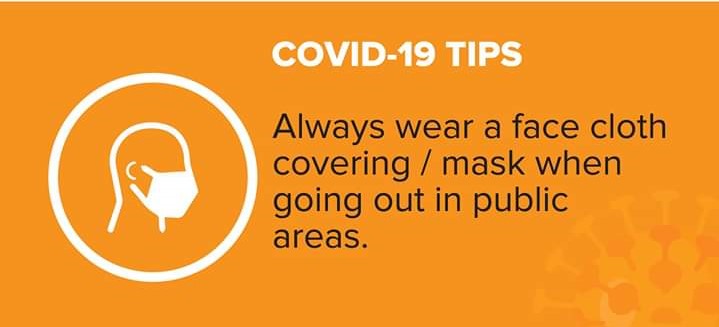 COVID-19 TIPS
Always wear a face cloth
covering / mask when
going out in public
areas.